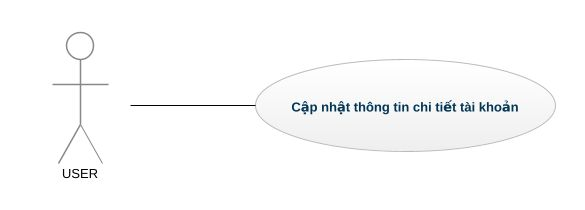 Cập nhật thông tin chi tiết tài khoản
USER